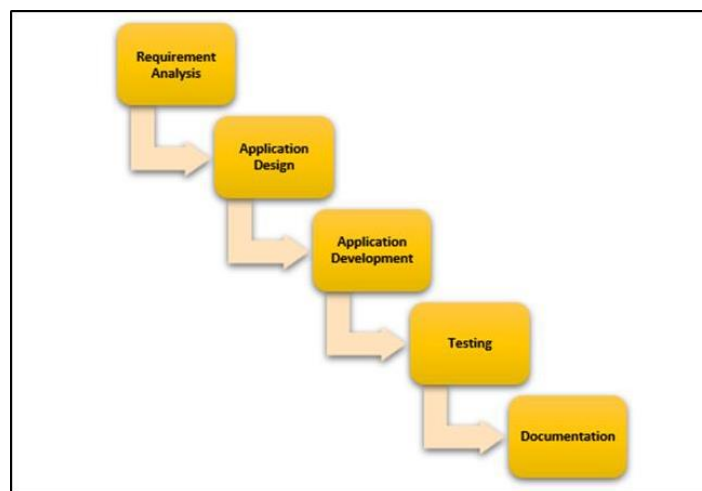 Requirement
Analysis
Application
Design
Application
Development
Testing
Documentation